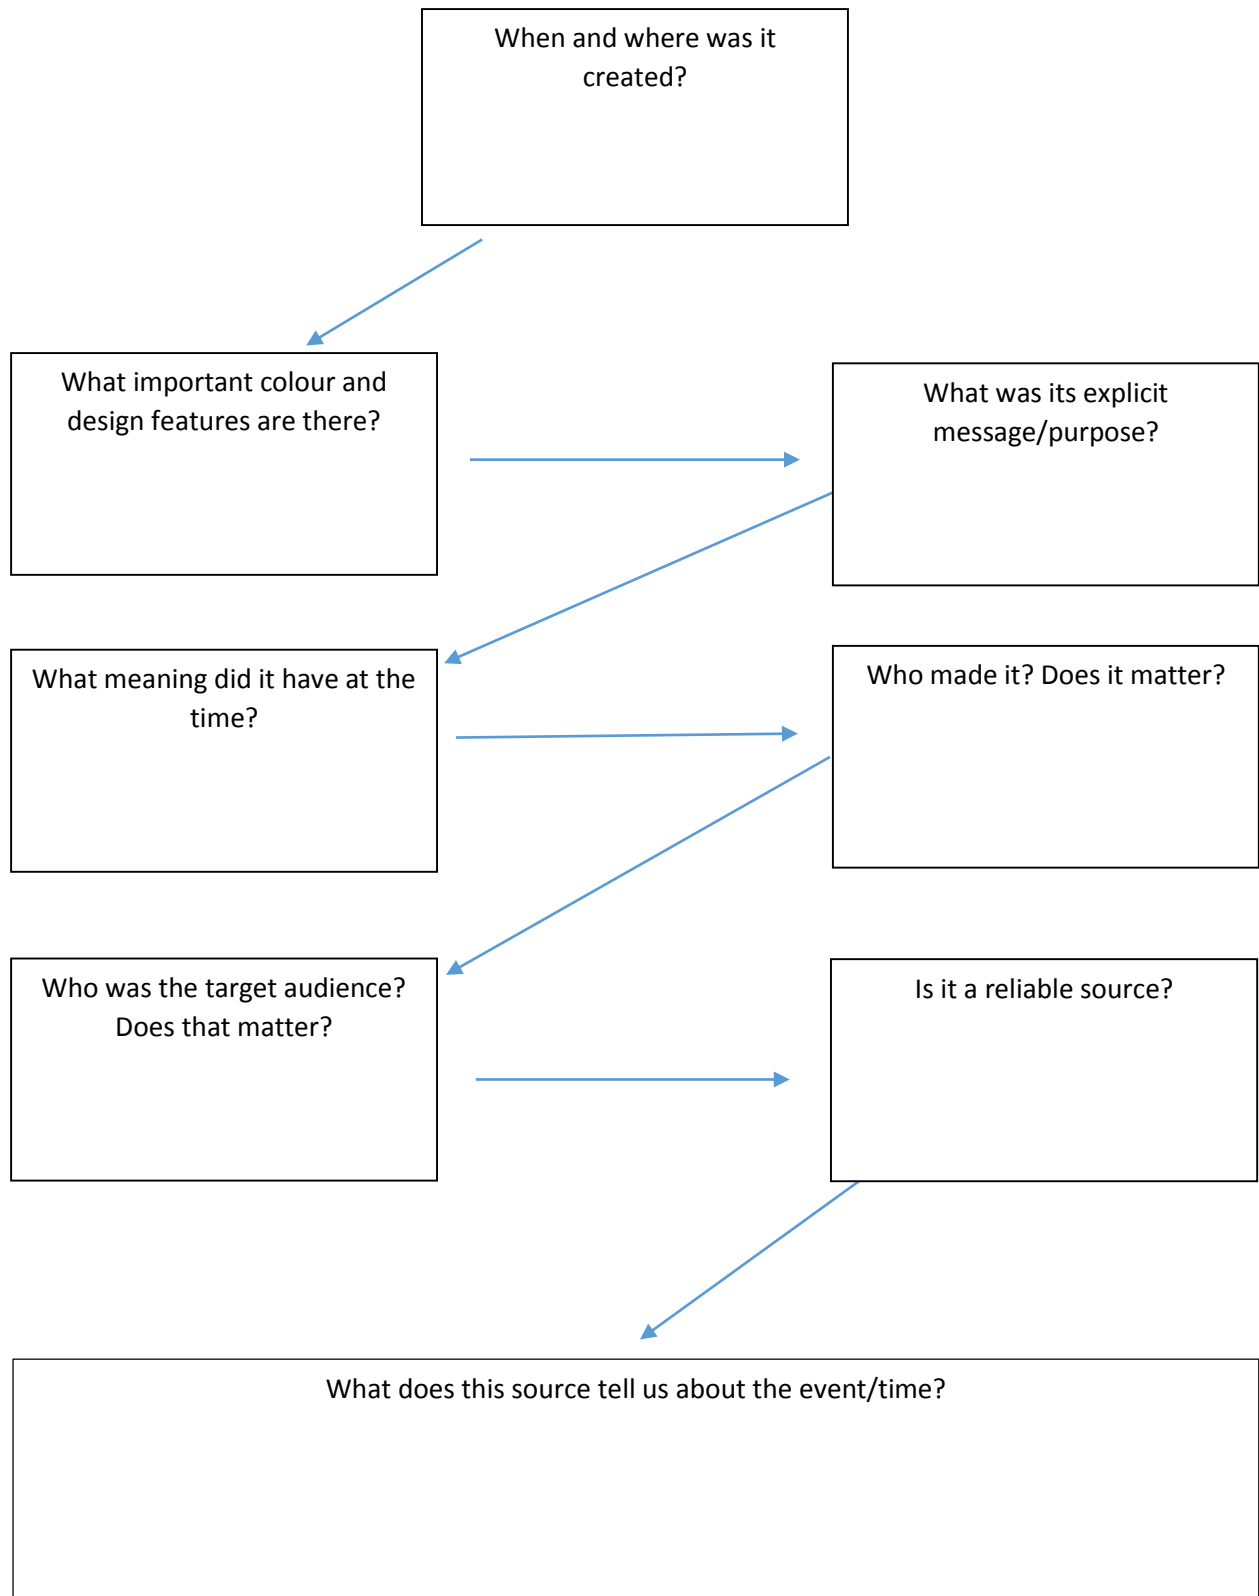 When and where was it
created?
What important colour and
design features are there?
What was its explicit
message/purpose?
What meaning did it have at the
time?
Who made it? Does it matter?
Who was the target audience?
Does that matter?
Is it a reliable source?
What does this source tell us about the event/time?